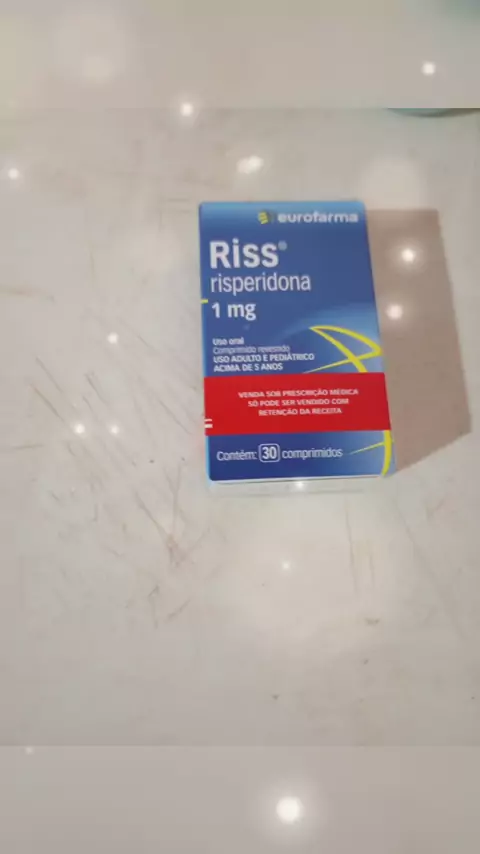 eurofarma
Riss®
risperidona
1 mg
Uso oral
Comprimido revestido
USO ADULTO E PEDIÁTRICO
ACIMA DE 5 ANOS
VENDA SOB PRESCRIÇÃO MÉDICA
SÓ PODE SER VENDIDO COM
RETENÇÃO DA RECEITA
Contém: 30 comprimidos